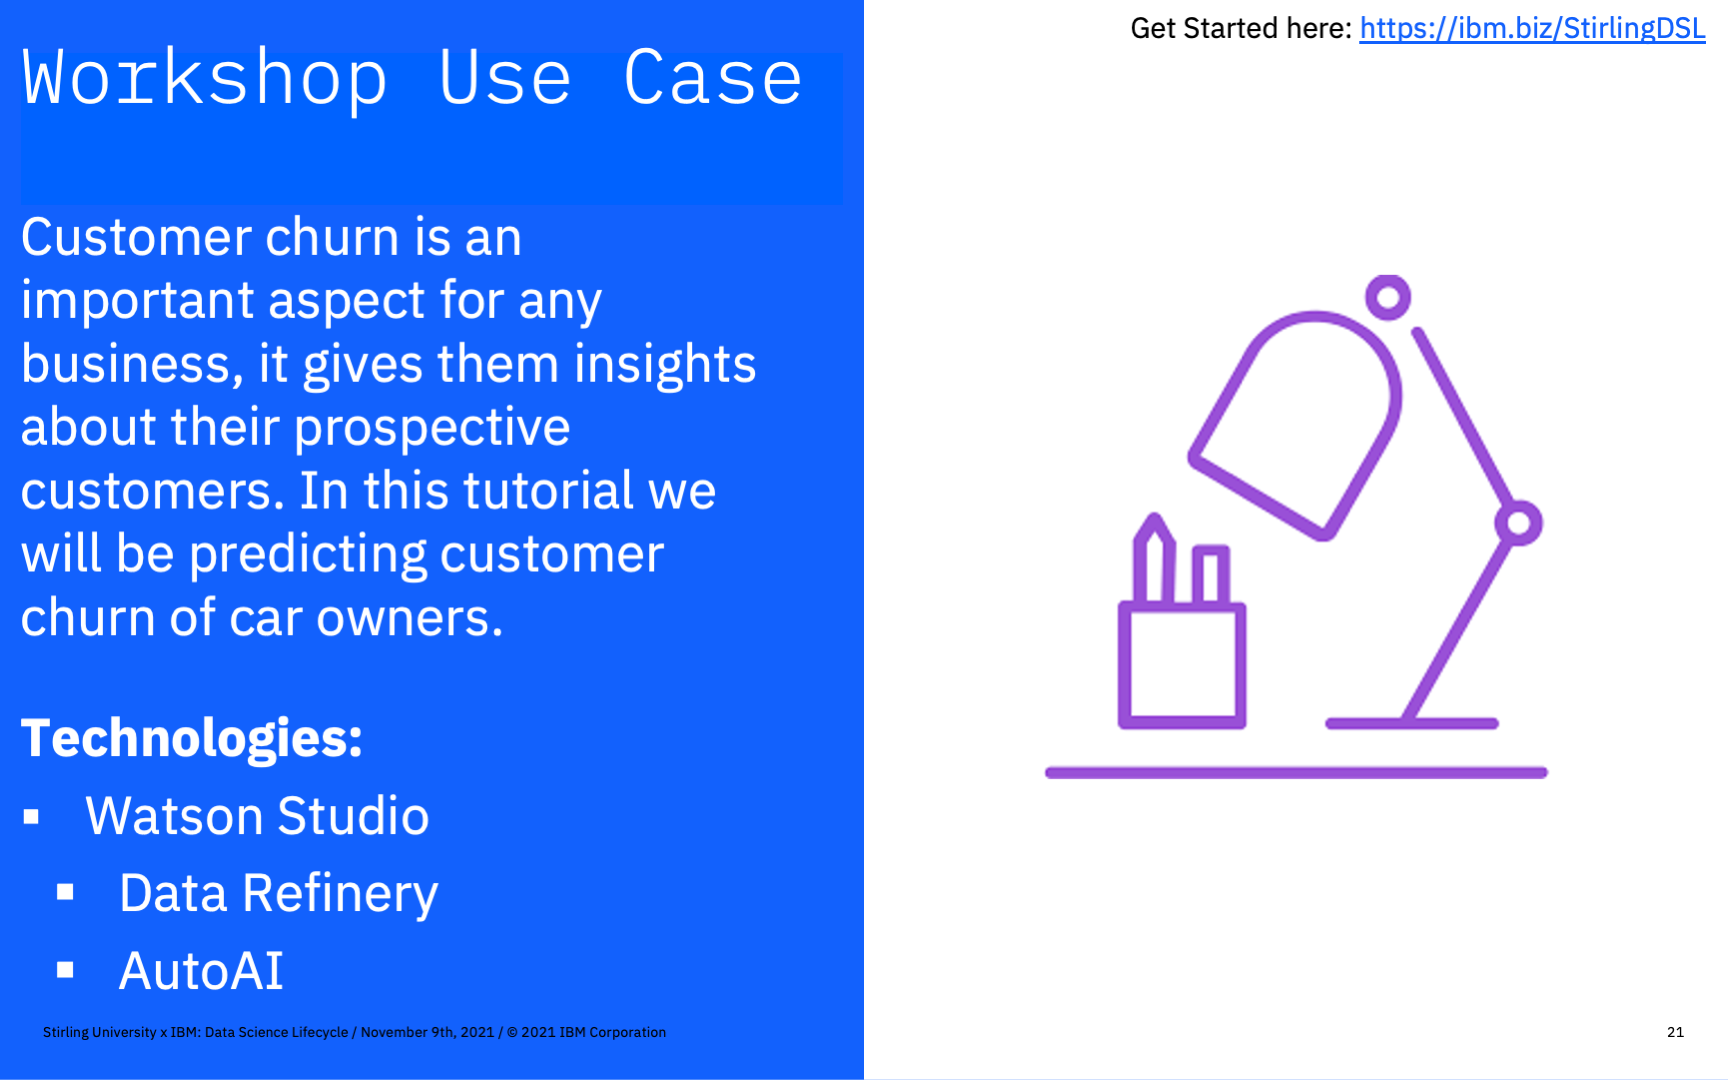 Get Started here: https://ibm.biz/StirlingDSL
Workshop Use Case
Customer churn is an
important aspect for any
business, it gives them insights
about their prospective
customers. In this tutorial we
will be predicting customer
churn of car owners.
Technologies:
▪ Watson Studio
▪ Data Refinery
▪ AutoAI
Stirling University x IBM: Data Science Lifecycle / November 9th, 2021 / © 2021 IBM Corporation
21